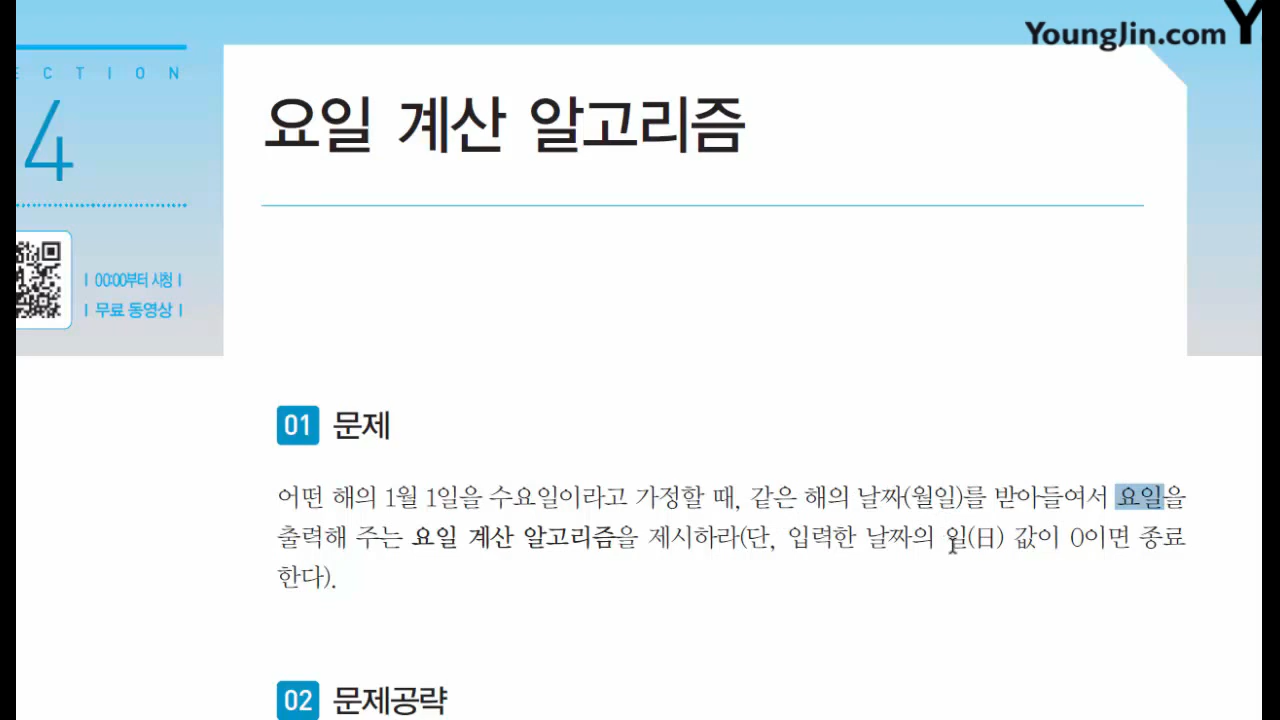 YoungJin.com Y
E C T I O N
4
요일 계산 알고리즘
00:00부터 시청
무료 동영상
01 문제
어떤 해의 1월 1일을 수요일이라고 가정할 때, 같은 해의 날짜(월일)를 받아들여서 요일을
출력해 주는 요일 계산 알고리즘을 제시하라(단, 입력한 날짜의 일(日) 값이 0이면 종료
한다).
02 문제공략